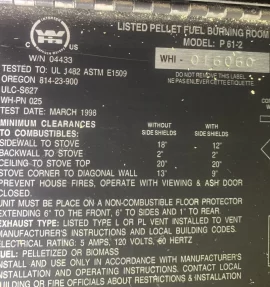 LISTED PELLET FUEL BURNING ROOM
MODEL: P 61-2
C US
W/N 04433
WHI - 016060
DO NOT REMOVE THIS LABEL
NE PAS ENLEVER CETTE ETIQUETTE
TESTED TO: UL 1482 ASTM E1509
OREGON 814-23-900
ULC-S627
WH-PN 025
TEST DATE: MARCH 1998
MINIMUM CLEARANCES
TO COMBUSTIBLES: WITHOUT SIDE SHIELDS WITH SIDE SHIELDS
SIDEWALL TO STOVE 18" 12"
BACKWALL TO STOVE 2" 2"
CEILING TO STOVE TOP 20" 20"
STOVE CORNER TO DIAGONAL WALL 13" 9"
PREVENT HOUSE FIRES, OPERATE WITH VIEWING & ASH DOOR
CLOSED.
UNIT MUST BE PLACED ON A NON-COMBUSTIBLE FLOOR PROTECTOR
EXTENDING 6" TO THE FRONT, 6" TO SIDES AND 1" TO REAR.
EXHAUST TYPE: LISTED TYPE L OR PL VENT INSTALLED TO VENT
MANUFACTURER'S INSTRUCTIONS AND LOCAL BUILDING CODES.
ELECTRICAL RATING: 5 AMPS, 120 VOLTS, 60 HERTZ
FUEL: PELLETIZED OR BIOMASS
INSTALL AND USE ONLY IN ACCORDANCE WITH MANUFACTURER'S
INSTALLATION AND OPERATING INSTRUCTIONS. CONTACT LOCAL
BUILDING OR FIRE OFFICIALS ABOUT RESTRICTIONS & INSTALLATION